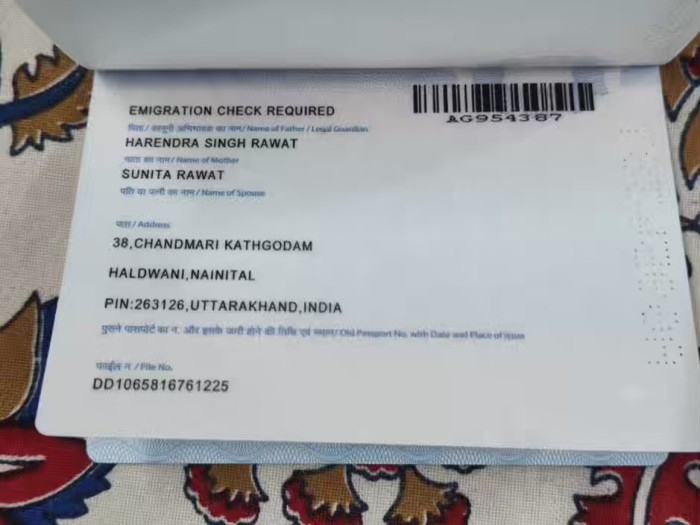 EMIGRATION CHECK REQUIRED
AG954387
पिता / कानूनी अभिभावक का नाम / Name of Father / Legal Guardian
HARENDRA SINGH RAWAT
माता का नाम / Name of Mother
SUNITA RAWAT
पति या पत्नी का नाम / Name of Spouse
पता / Address
38,CHANDMARI KATHGODAM
HALDWANI,NAINITAL
PIN:263126,UTTARAKHAND,INDIA
पुराने पासपोर्ट का न. और इसके जारी होने की तिथि एवं स्थान / Old Passport No. with Date and Place of Issue
फाईल न / File No.
DD1065816761225